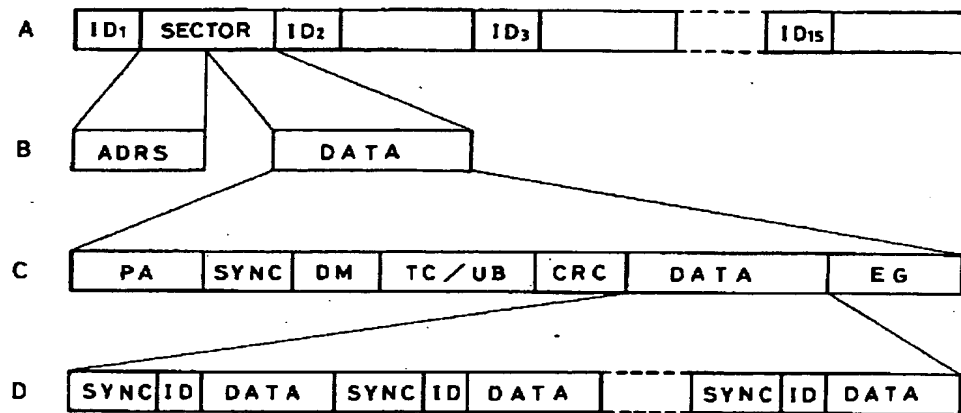 A ID1 SECTOR ID2 ID3 ID15
B ADRS DATA
C PA SYNC DM TC/UB CRC DATA EG
D SYNC ID DATA SYNC ID DATA SYNC ID DATA